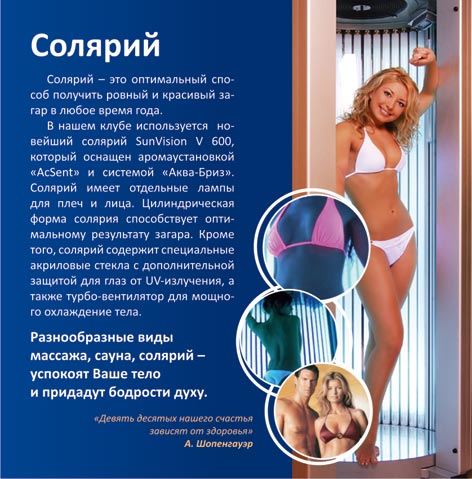 Солярий
Солярий – это оптимальный спо-
соб получить ровный и красивый за-
гар в любое время года.
В нашем клубе используется но-
вейший солярий SunVision V 600,
который оснащен аромаустановкой
«AcSent» и системой «Аква-Бриз».
Солярий имеет отдельные лампы
для плеч и лица. Цилиндрическая
форма солярия способствует опти-
мальному результату загара. Кроме
того, солярий содержит специальные
акриловые стекла с дополнительной
защитой для глаз от UV-излучения, а
также турбо-вентилятор для мощно-
го охлаждение тела.
Разнообразные виды
массажа, сауна, солярий –
успокоят Ваше тело
и придадут бодрости духу.
«Девять десятых нашего счастья
зависят от здоровья»
А. Шопенгауэр